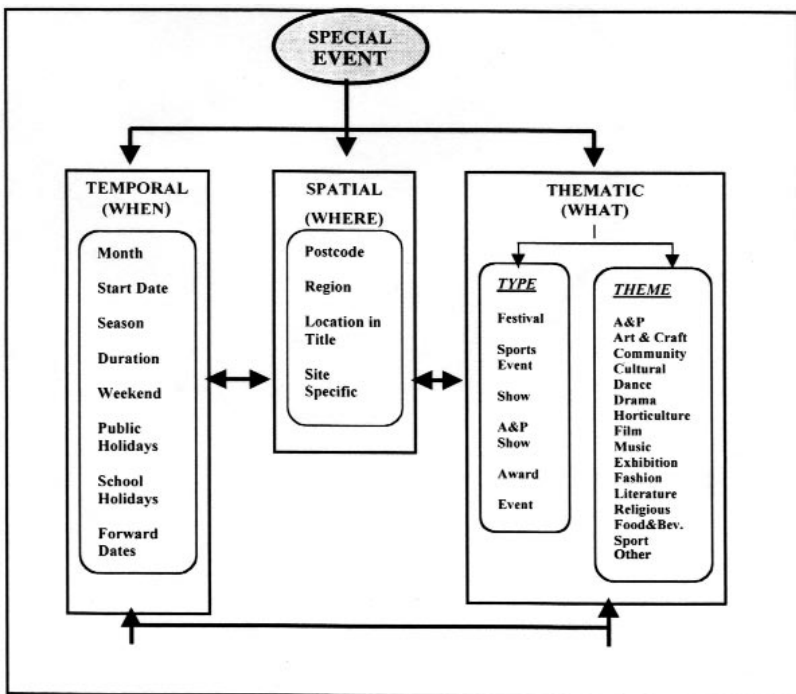 SPECIAL
EVENT
TEMPORAL
(WHEN)
Month
Start Date
Season
Duration
Weekend
Public
Holidays
School
Holidays
Forward
Dates
SPATIAL
(WHERE)
Postcode
Region
Location in
Title
Site
Specific
THEMATIC
(WHAT)
TYPE
Festival
Sports
Event
Show
A&P
Show
Award
Event
THEME
A&P
Art & Craft
Community
Cultural
Dance
Drama
Horticulture
Film
Music
Exhibition
Fashion
Literature
Religious
Food&Bev.
Sport
Other